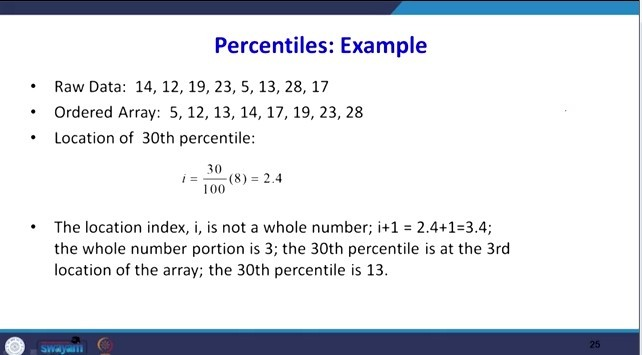 Percentiles: Example
• Raw Data: 14, 12, 19, 23, 5, 13, 28, 17
• Ordered Array: 5, 12, 13, 14, 17, 19, 23, 28
• Location of 30th percentile:
i = 30/100 (8) = 2.4
• The location index, i, is not a whole number; i+1 = 2.4+1=3.4;
the whole number portion is 3; the 30th percentile is at the 3rd
location of the array; the 30th percentile is 13.
swayam
25